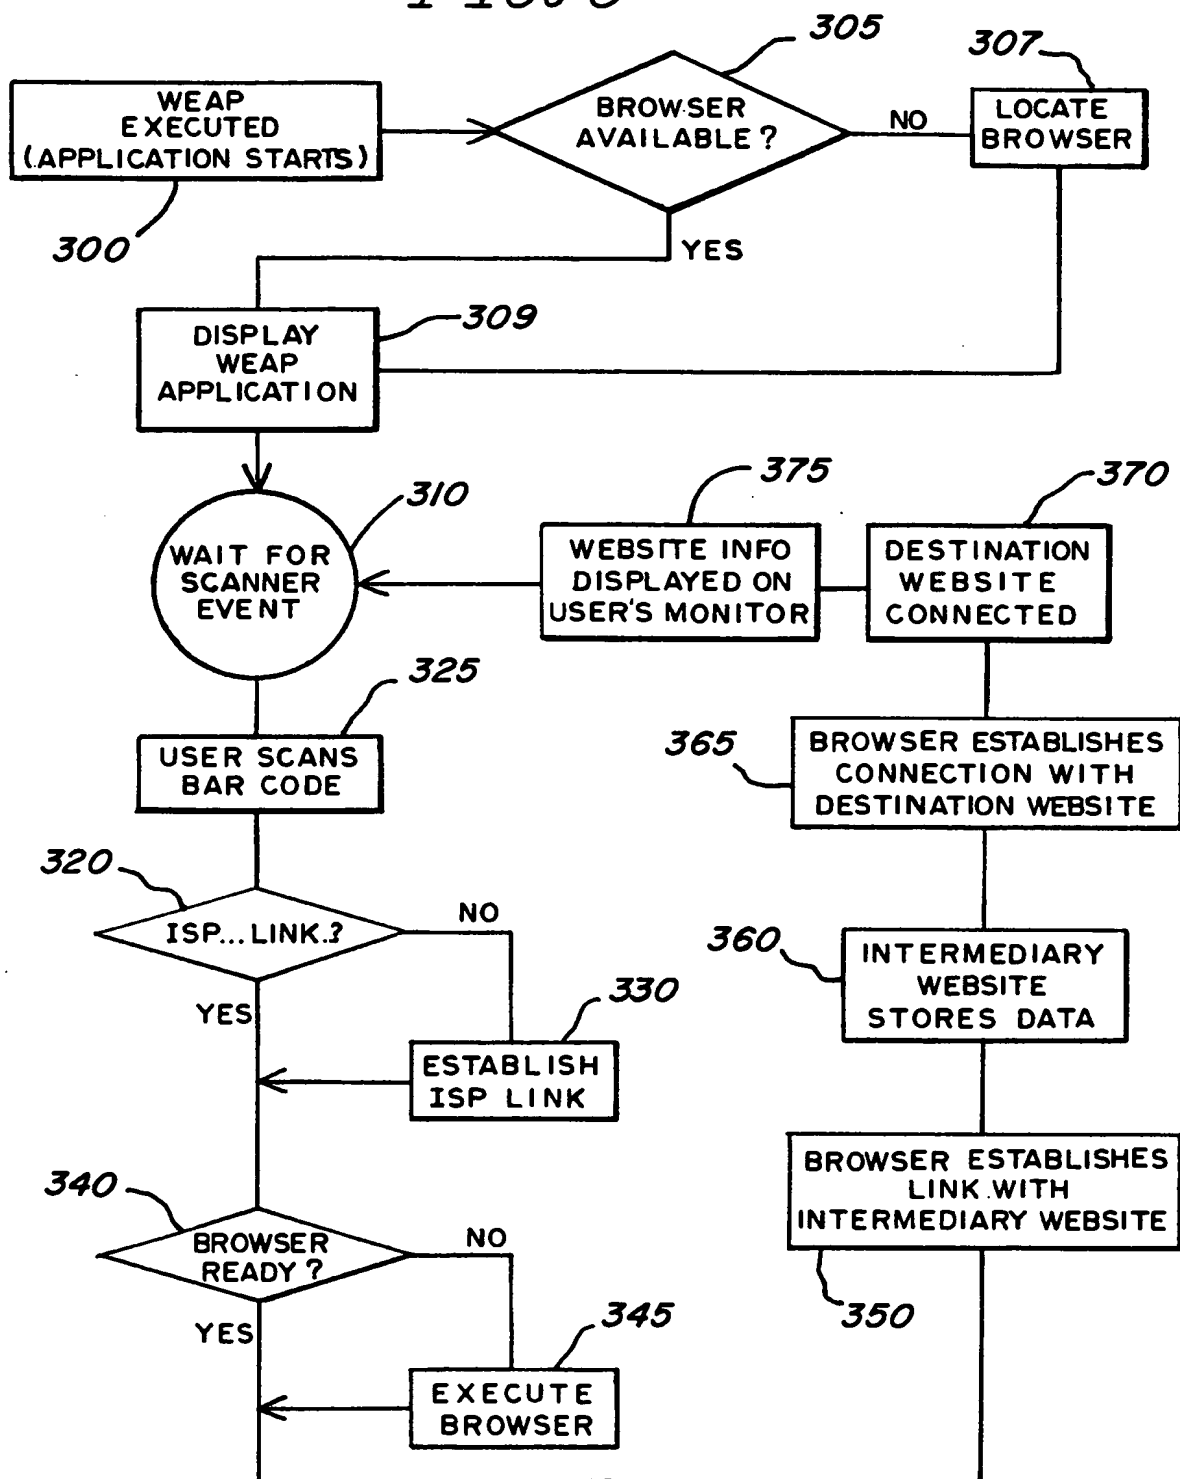 305
307
WEAP
EXECUTED
(.APPLICATION STARTS)
BROWSER
AVAILABLE?
NO
LOCATE
BROWSER
300
YES
309
DISPLAY
WEAP
APPLICATION
310
WAIT FOR
SCANNER
EVENT
375
WEBSITE INFO
DISPLAYED ON
USER'S MONITOR
370
DESTINATION
WEBSITE
CONNECTED
325
USER SCANS
BAR CODE
365
BROWSER ESTABLISHES
CONNECTION WITH
DESTINATION WEBSITE
320
ISP...LINK..?
NO
YES
330
ESTABLISH
ISP LINK
360
INTERMEDIARY
WEBSITE
STORES DATA
340
BROWSER
READY?
NO
YES
345
EXECUTE
BROWSER
BROWSER ESTABLISHES
LINK.WITH
INTERMEDIARY WEBSITE
350